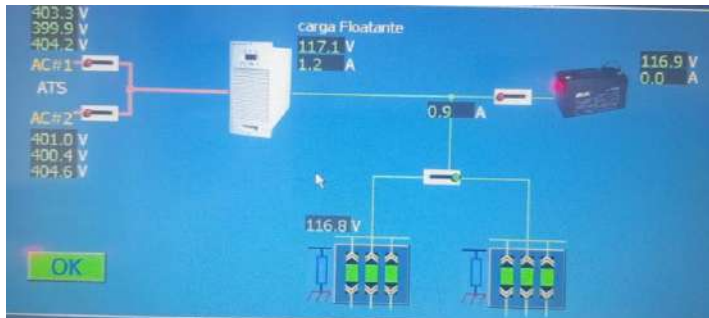 403.3 V
399.9 V
404.2 V
AC#1
ATS
AC#2
401.0 V
400.4 V
404.6 V
carga Floatante
117.1 V
1.2 A
0.9 A
116.9 V
0.0 A
116.8 V
OK